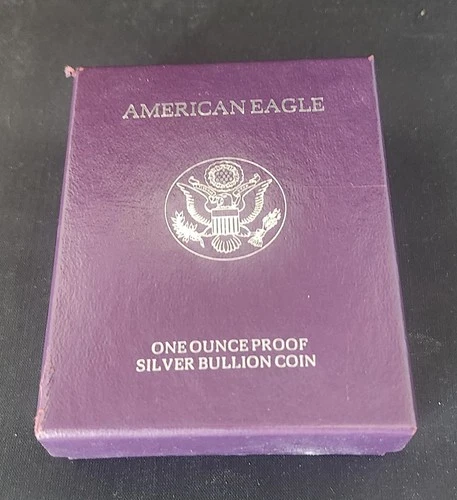 AMERICAN EAGLE
ONE OUNCE PROOF
SILVER BULLION COIN